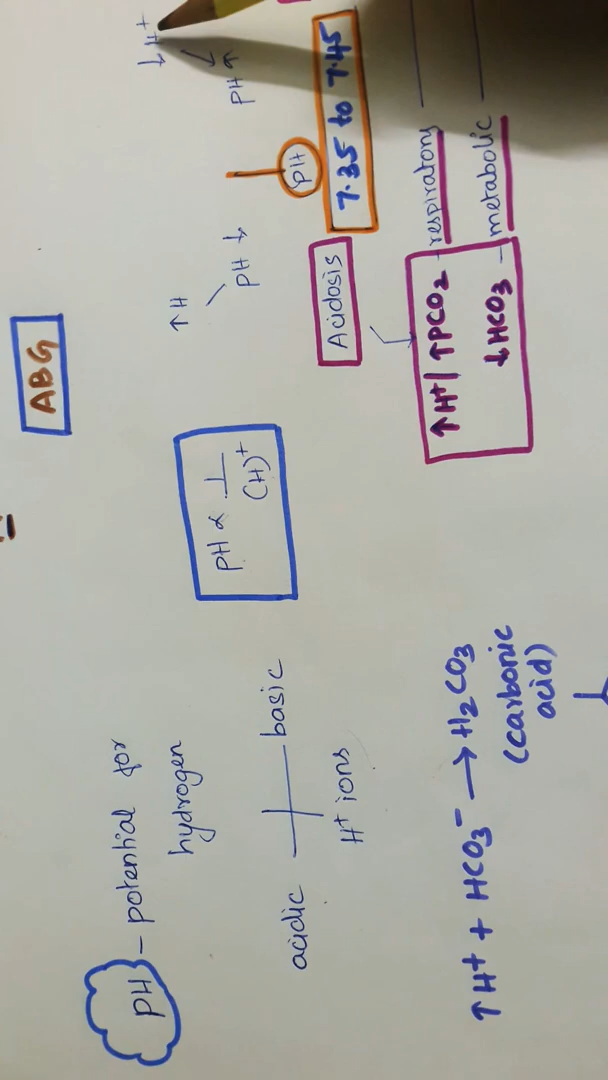 ABG
PH - potential for
hydrogen
acidic
basic
H+ ions
PH ∝ 1
(H)+
↑H
PH ↓
↓H+
PH↑
PH
7.35 to 7.45
Acidosis
↑H+/ ↑PCO2 - respiratory
↓HCO3 - metabolic
↑H+ + HCO3- → H2CO3
(carbonic
acid)